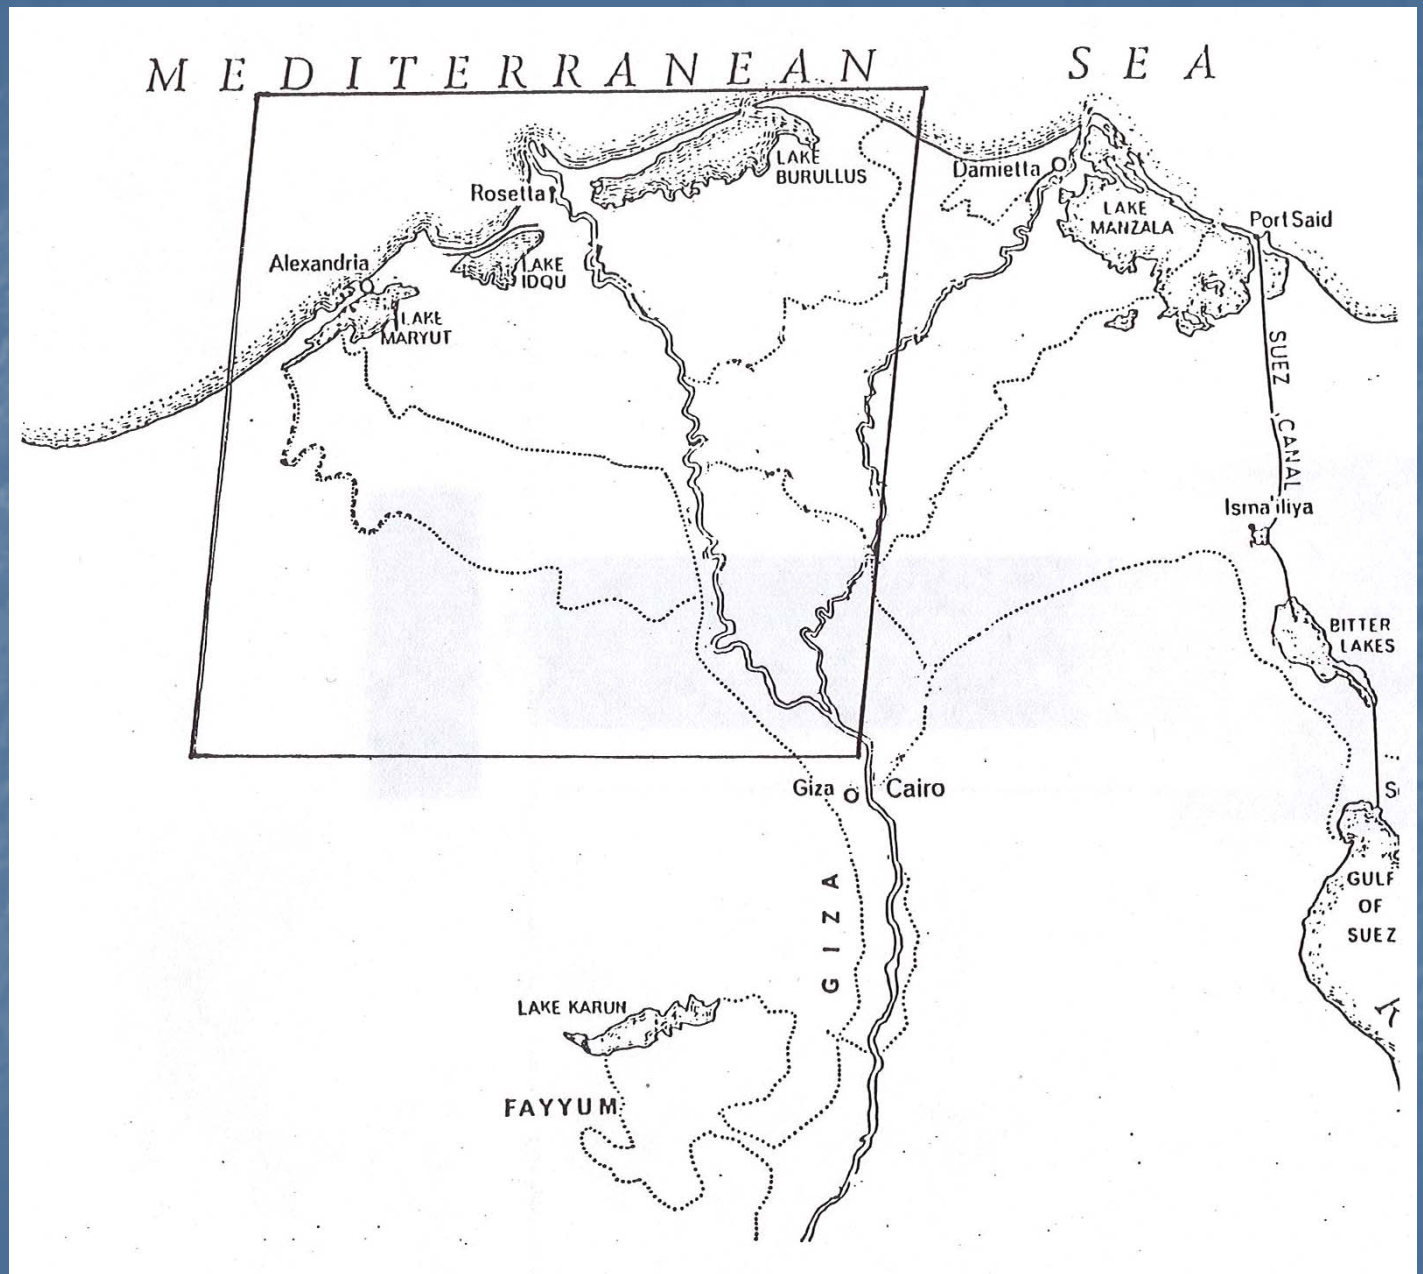 MEDITERRANEAN SEA
LAKE
BURULLUS
Damietta
Rosetta
LAKE
MANZALA
Port Said
Alexandria
LAKE
IDQU
LAKE
MARYUT
SUEZ CANAL
Isma'iliya
BITTER
LAKES
Giza
Cairo
S
GIZA
GULF
OF
SUEZ
LAKE KARUN
K
FAYYUM